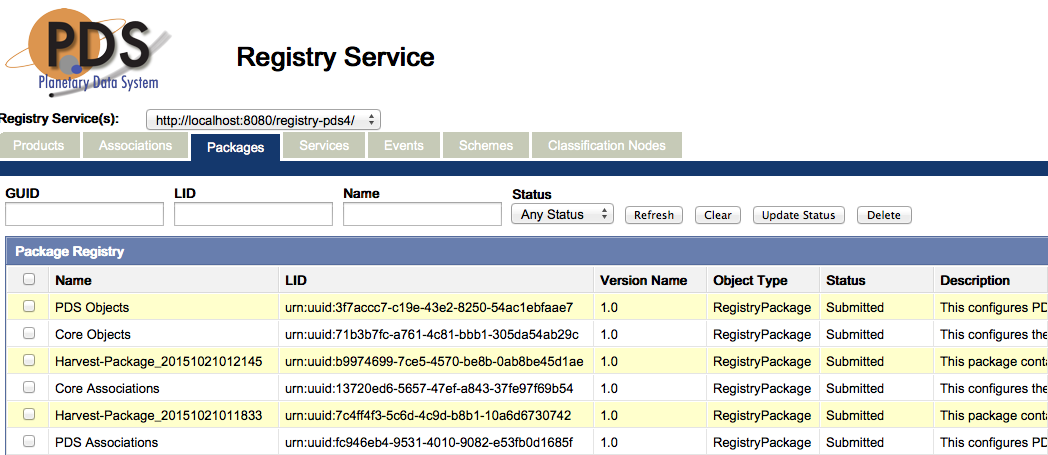 PDS
Planetary Data System
Registry Service
Registry Service(s): http://localhost:8080/registry-pds4/
Products Associations Packages Services Events Schemes Classification Nodes
GUID LID Name Status
Any Status Refresh Clear Update Status Delete
Package Registry
Name LID Version Name Object Type Status Description
PDS Objects urn:uuid:3f7accc7-c19e-43e2-8250-54ac1ebfaae7 1.0 RegistryPackage Submitted This configures PD
Core Objects urn:uuid:71b3b7fc-a761-4c81-bbb1-305da54ab29c 1.0 RegistryPackage Submitted This configures the
Harvest-Package_20151021012145 urn:uuid:b9974699-7ce5-4570-be8b-0ab8be45d1ae 1.0 RegistryPackage Submitted This package conta
Core Associations urn:uuid:13720ed6-5657-47ef-a843-37fe97f69b54 1.0 RegistryPackage Submitted This configures the
Harvest-Package_20151021011833 urn:uuid:7c4ff4f3-5c6d-4c9d-b8b1-10a6d6730742 1.0 RegistryPackage Submitted This package conta
PDS Associations urn:uuid:fc946eb4-9531-4010-9082-e53fb0d1685f 1.0 RegistryPackage Submitted This configures PD